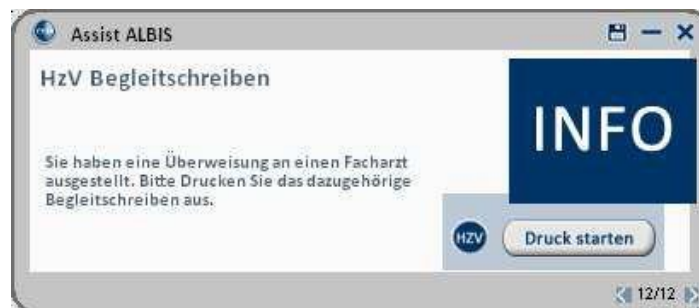 Assist ALBIS
HzV Begleitschreiben
INFO
Sie haben eine Überweisung an einen Facharzt
ausgestellt. Bitte Drucken Sie das dazugehörige
Begleitschreiben aus.
HZV
Druck starten
12/12